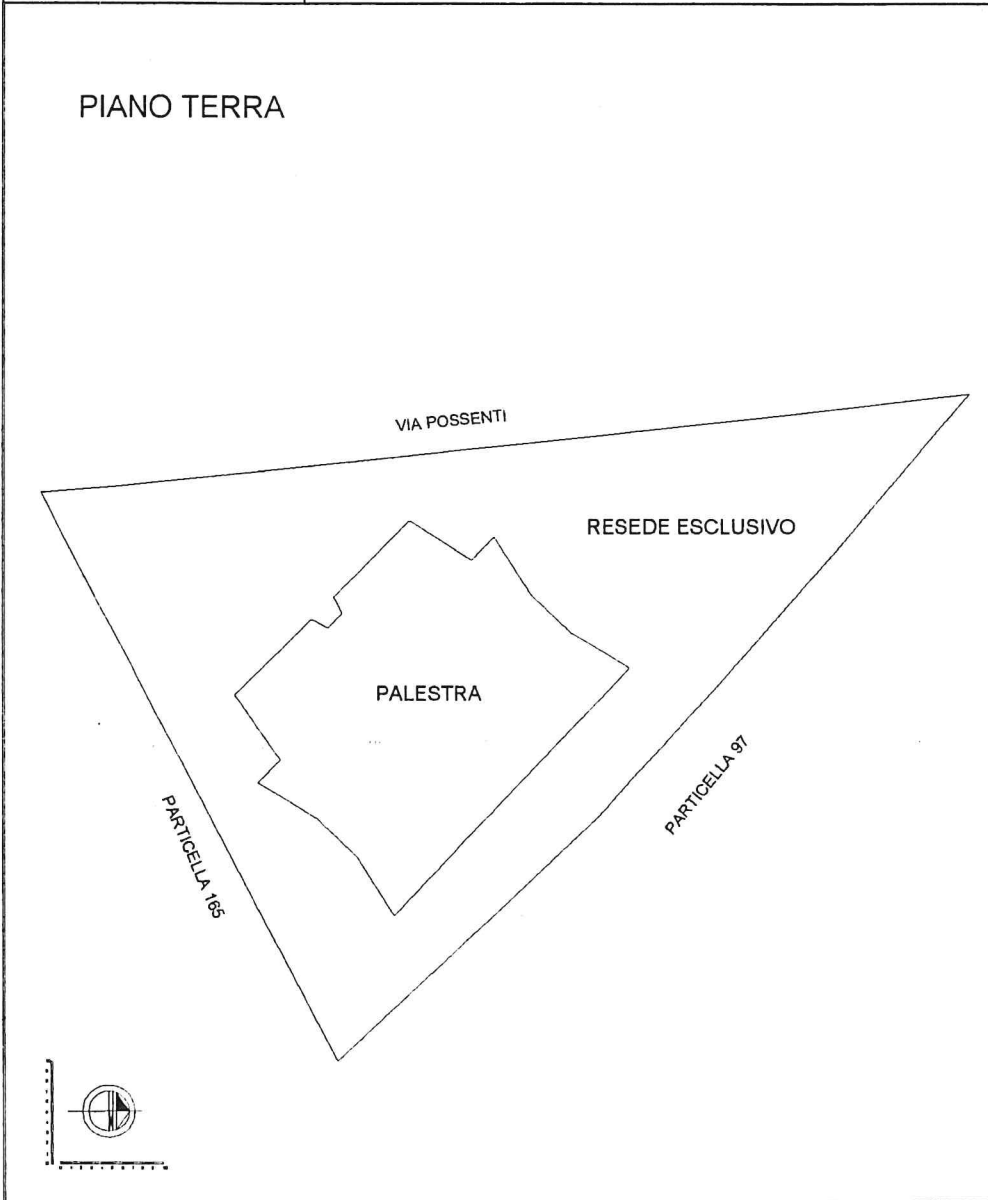 PIANO TERRA
VIA POSSENTI
RESEDE ESCLUSIVO
PALESTRA
PARTICELLA 97
PARTICELLA 165